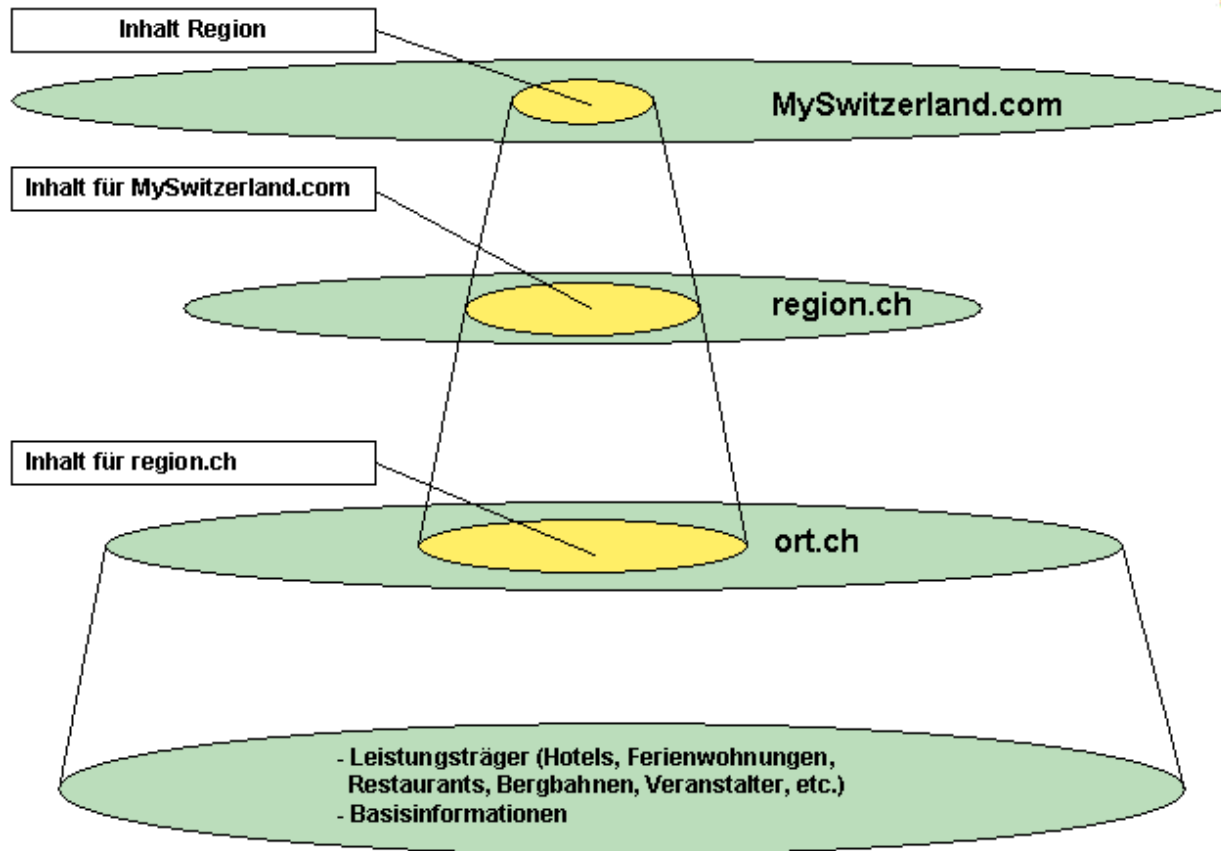 Inhalt Region
MySwitzerland.com
Inhalt für MySwitzerland.com
region.ch
Inhalt für region.ch
ort.ch
- Leistungsträger (Hotels, Ferienwohnungen,
Restaurants, Bergbahnen, Veranstalter, etc.)
- Basisinformationen